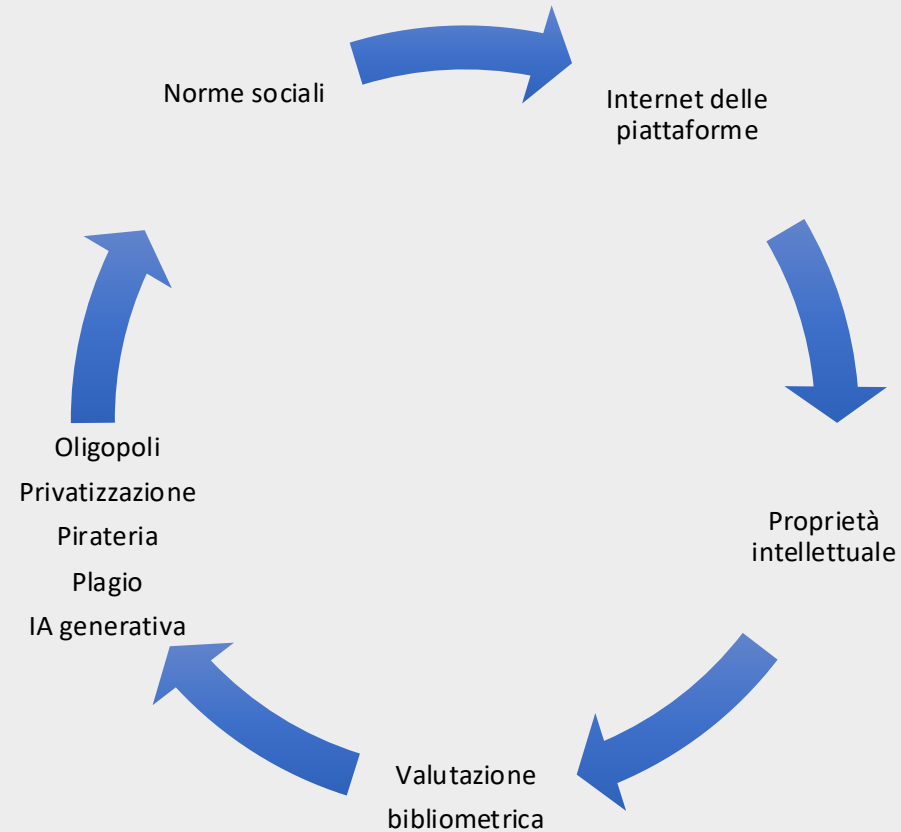 Norme sociali
Internet delle
piattaforme
Proprietà
intellettuale
Valutazione
bibliometrica
Oligopoli
Privatizzazione
Pirateria
Plagio
IA generativa